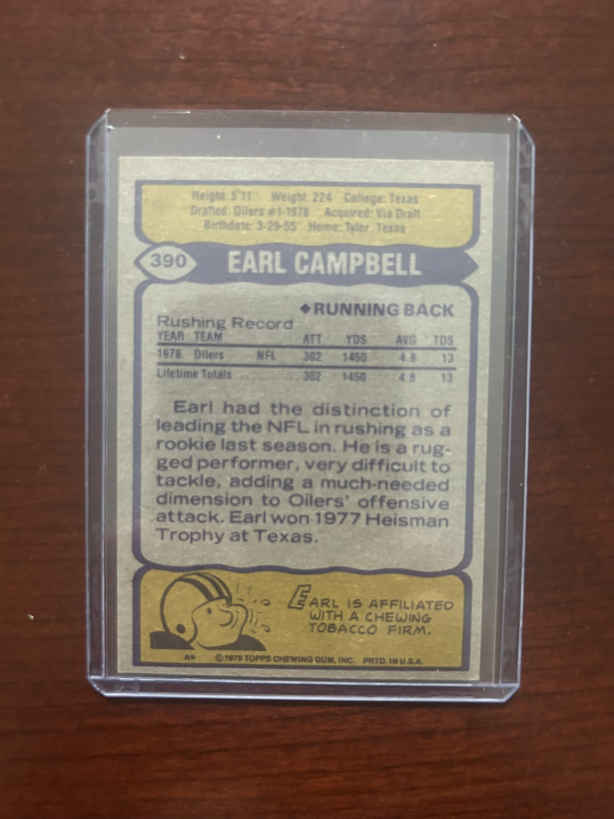 Height: 5'11" Weight: 224 College: Texas
Drafted: Oilers #1-1978 Acquired: Via Draft
Birthdate: 3-29-55 Home: Tyler, Texas
390 EARL CAMPBELL
◆RUNNING BACK
Rushing Record
YEAR TEAM ATT YDS AVG TDS
1978 Oilers NFL 302 1450 4.8 13
Lifetime Totals 302 1450 4.8 13
Earl had the distinction of
leading the NFL in rushing as a
rookie last season. He is a rug-
ged performer, very difficult to
tackle, adding a much-needed
dimension to Oilers' offensive
attack. Earl won 1977 Heisman
Trophy at Texas.
EARL IS AFFILIATED
WITH A CHEWING
TOBACCO FIRM.
A* © 1979 TOPPS CHEWING GUM, INC. PRTD. IN U.S.A.